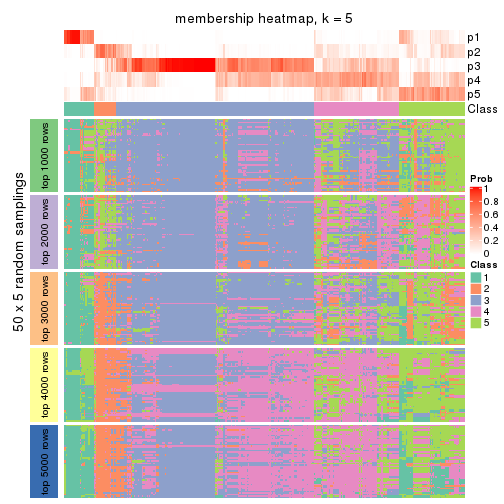 membership heatmap, k = 5
p1
p2
p3
p4
p5
Class
50 x 5 random samplings
top 1000 rows
top 2000 rows
top 3000 rows
top 4000 rows
top 5000 rows
Prob
1
0.8
0.6
0.4
0.2
0
Class
1
2
3
4
5